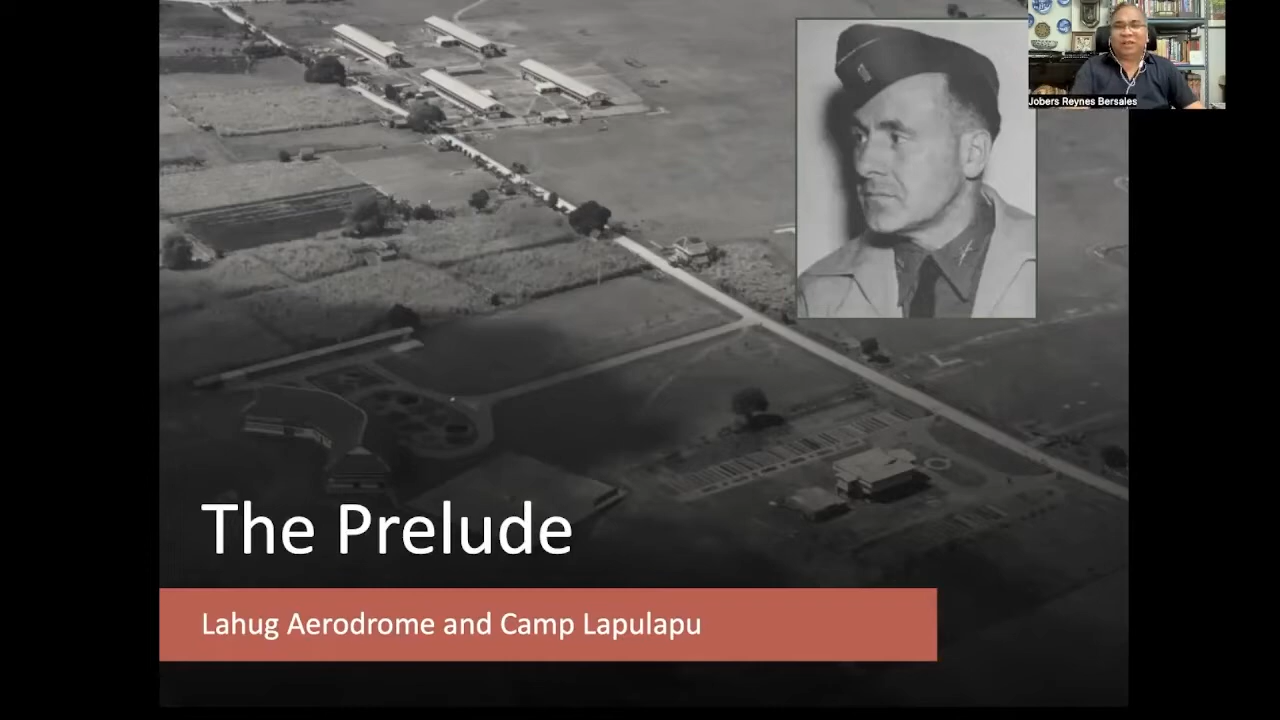 Jobers Reynes Bersales
The Prelude
Lahug Aerodrome and Camp Lapulapu